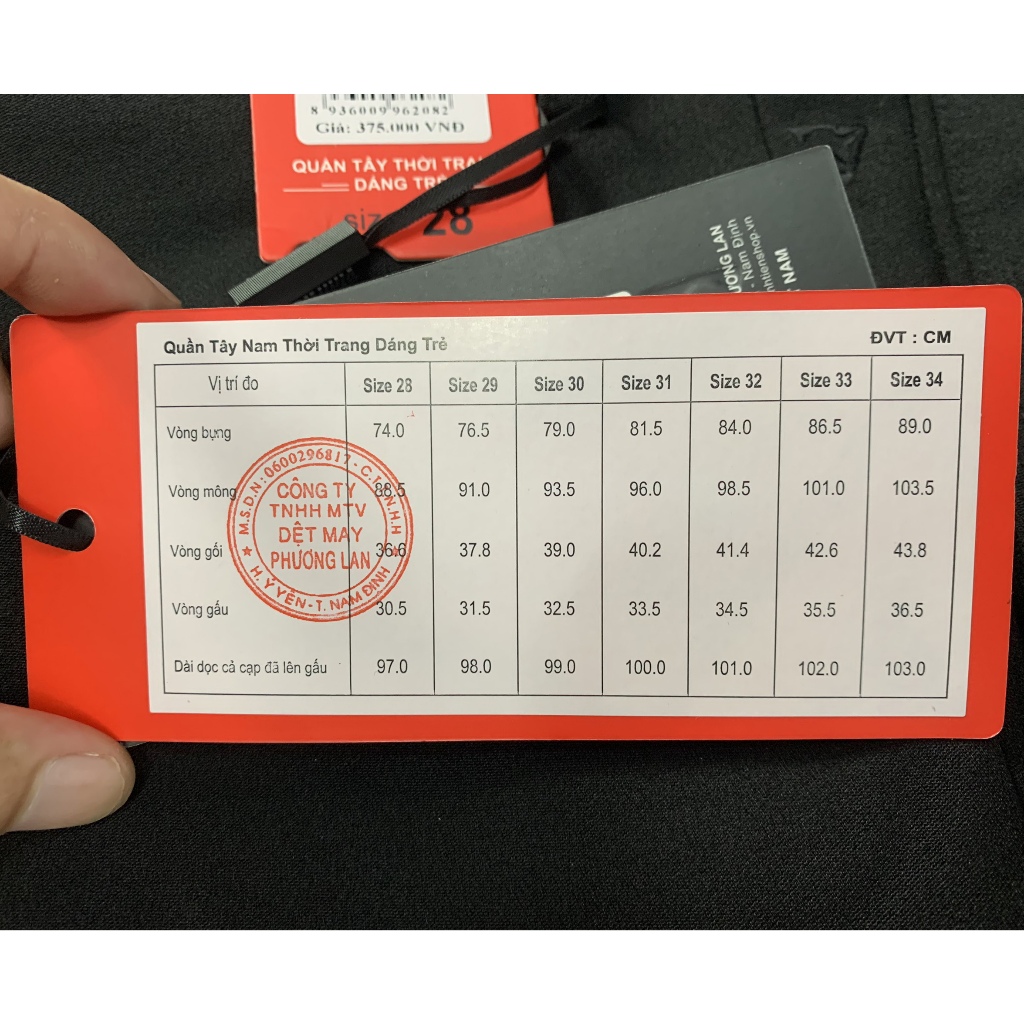 8 936009 962082
Giá: 375.000 VNĐ
QUẦN TÂY THỜI
DÁNG TRẺ
size 28
LAN
- Nam Định
NAM
Quần Tây Nam Thời Trang Dáng Trẻ
ĐVT : CM
Vị trí đo Size 28 Size 29 Size 30 Size 31 Size 32 Size 33 Size 34
Vòng bụng 74.0 76.5 79.0 81.5 84.0 86.5 89.0
Vòng mông 88.5 91.0 93.5 96.0 98.5 101.0 103.5
Vòng gối 36.6 37.8 39.0 40.2 41.4 42.6 43.8
Vòng gấu 30.5 31.5 32.5 33.5 34.5 35.5 36.5
Dài dọc cả cạp đã lên gấu 97.0 98.0 99.0 100.0 101.0 102.0 103.0
M.S.D.N: 0600296817 - C.T.T.N.H.H
CÔNG TY
TNHH MTV
DỆT MAY
PHƯƠNG LAN
H. Ý YÊN - T. NAM ĐỊNH